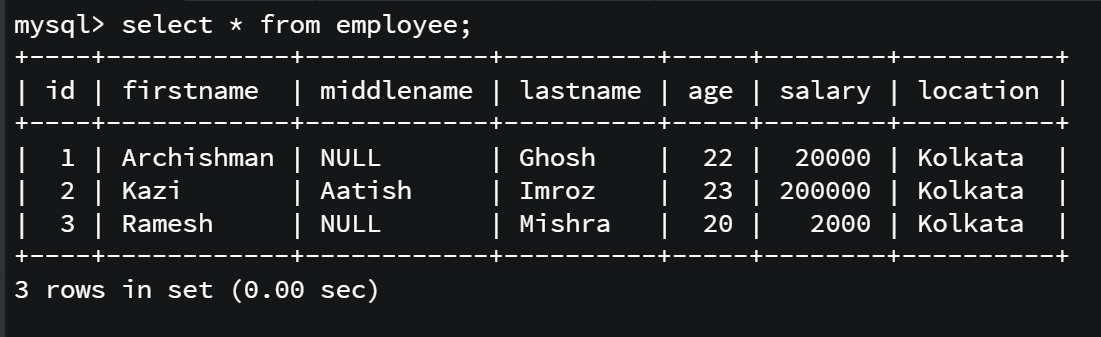 mysql> select * from employee;
+----+------------+------------+----------+-----+--------+----------+
| id | firstname  | middlename | lastname | age | salary | location |
+----+------------+------------+----------+-----+--------+----------+
|  1 | Archishman | NULL       | Ghosh    |  22 |  20000 | Kolkata  |
|  2 | Kazi       | Aatish     | Imroz    |  23 | 200000 | Kolkata  |
|  3 | Ramesh     | NULL       | Mishra   |  20 |   2000 | Kolkata  |
+----+------------+------------+----------+-----+--------+----------+
3 rows in set (0.00 sec)